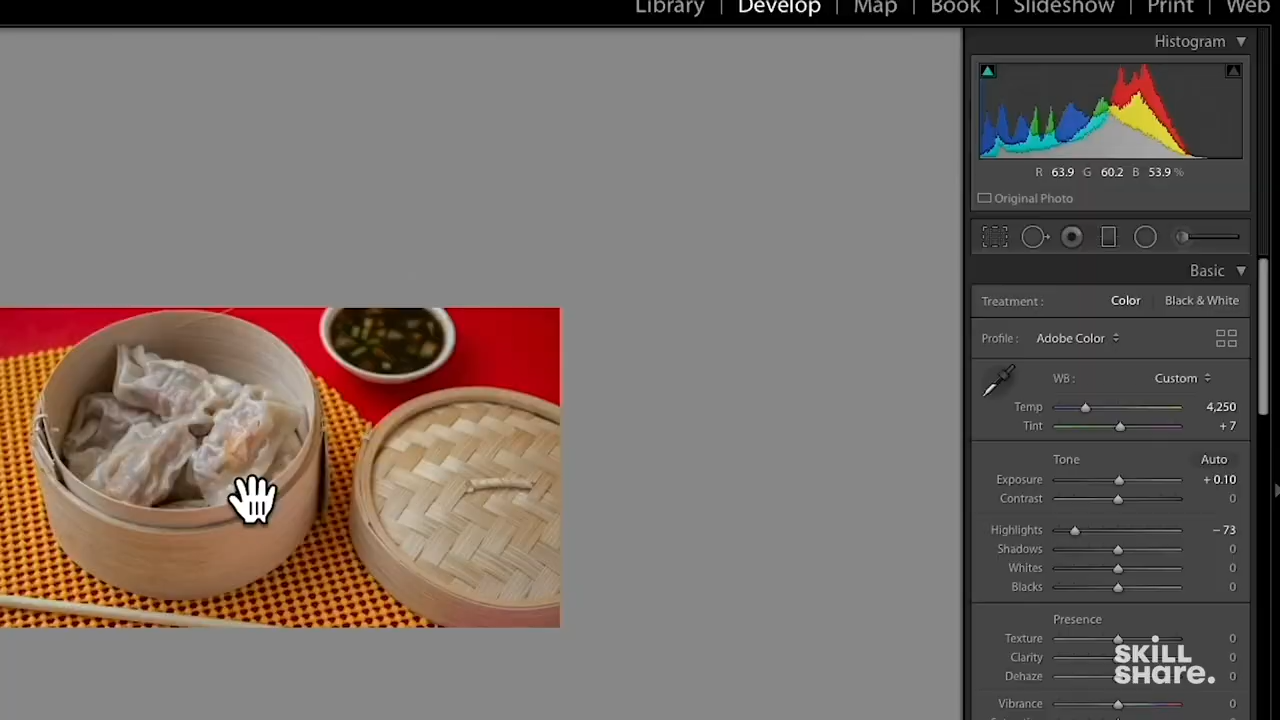 Library | Develop | Map | Book | Slideshow | Print | Web
Histogram
R 63.9 G 60.2 B 53.9 %
Original Photo
Basic
Treatment : Color Black & White
Profile : Adobe Color
WB : Custom
Temp 4,250
Tint + 7
Tone Auto
Exposure + 0.10
Contrast 0
Highlights − 73
Shadows 0
Whites 0
Blacks 0
Presence
Texture 0
Clarity 0
Dehaze 0
SKILL
SHare.
Vibrance 0